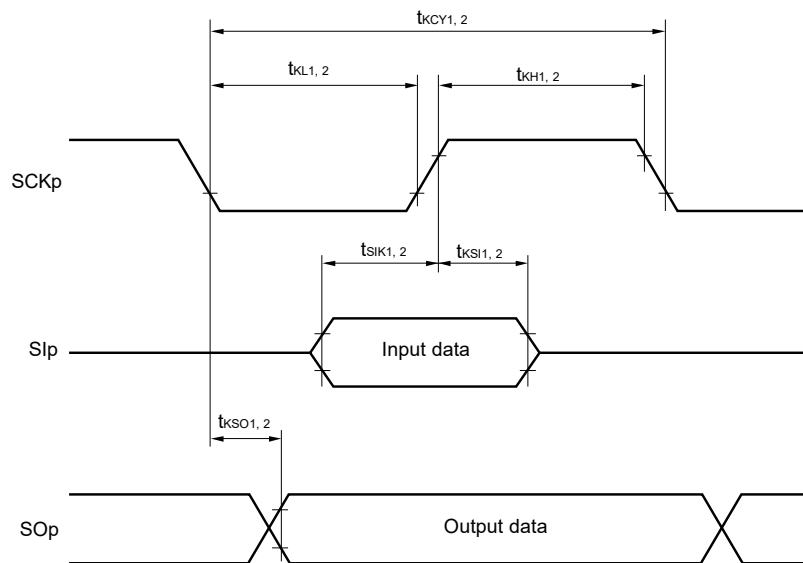 tKCY1, 2
tKL1, 2
tKH1, 2
SCKp
tSIK1, 2
tKSI1, 2
SIp
Input data
tKSO1, 2
SOp
Output data